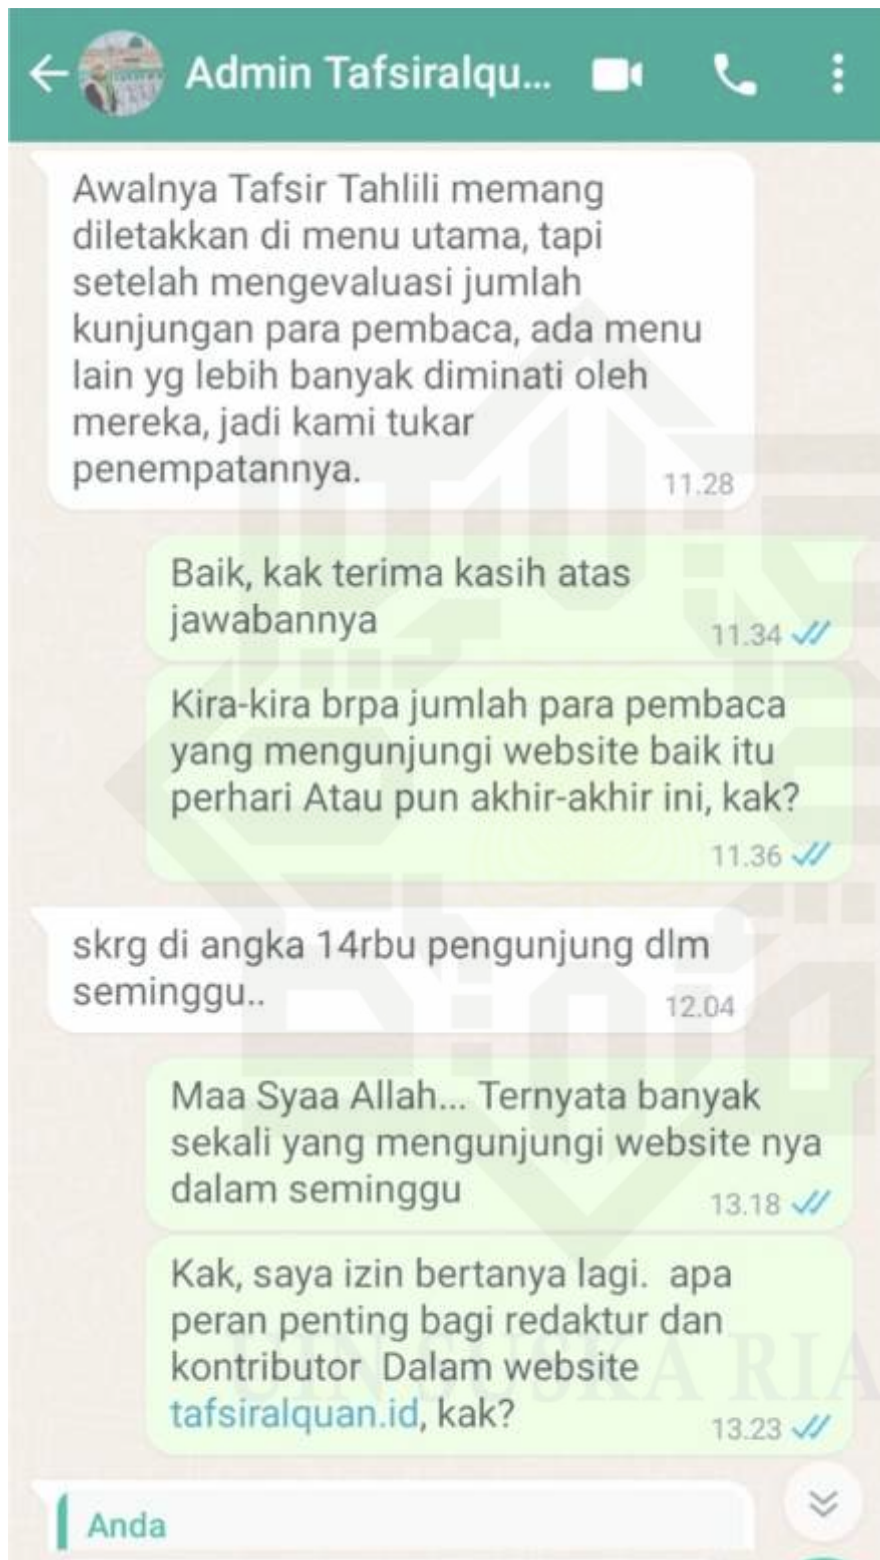 Admin Tafsiralqu...
Awalnya Tafsir Tahlili memang
diletakkan di menu utama, tapi
setelah mengevaluasi jumlah
kunjungan para pembaca, ada menu
lain yg lebih banyak diminati oleh
mereka, jadi kami tukar
penempatannya.
11.28
Baik, kak terima kasih atas
jawabannya
11.34
Kira-kira brpa jumlah para pembaca
yang mengunjungi website baik itu
perhari Atau pun akhir-akhir ini, kak?
11.36
skrg di angka 14rbu pengunjung dlm
seminggu..
12.04
Maa Syaa Allah... Ternyata banyak
sekali yang mengunjungi website nya
dalam seminggu
13.18
Kak, saya izin bertanya lagi. apa
peran penting bagi redaktur dan
kontributor Dalam website
tafsiralquan.id, kak?
13.23
UIN SUSKA RIA
Anda